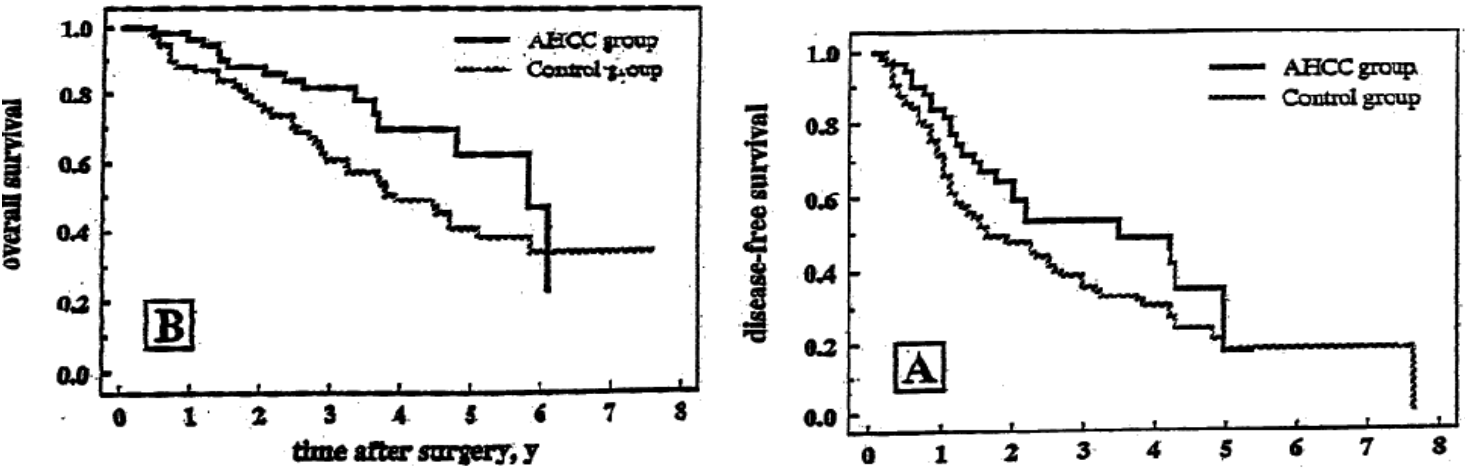 1.0
0.8
0.6
0.4
0.2
0.0
overall survival
AHCC group
Control group
B
0 1 2 3 4 5 6 7 8
time after surgery, y
1.0
0.8
0.6
0.4
0.2
0.0
disease-free survival
AHCC group
Control group
A
0 1 2 3 4 5 6 7 8